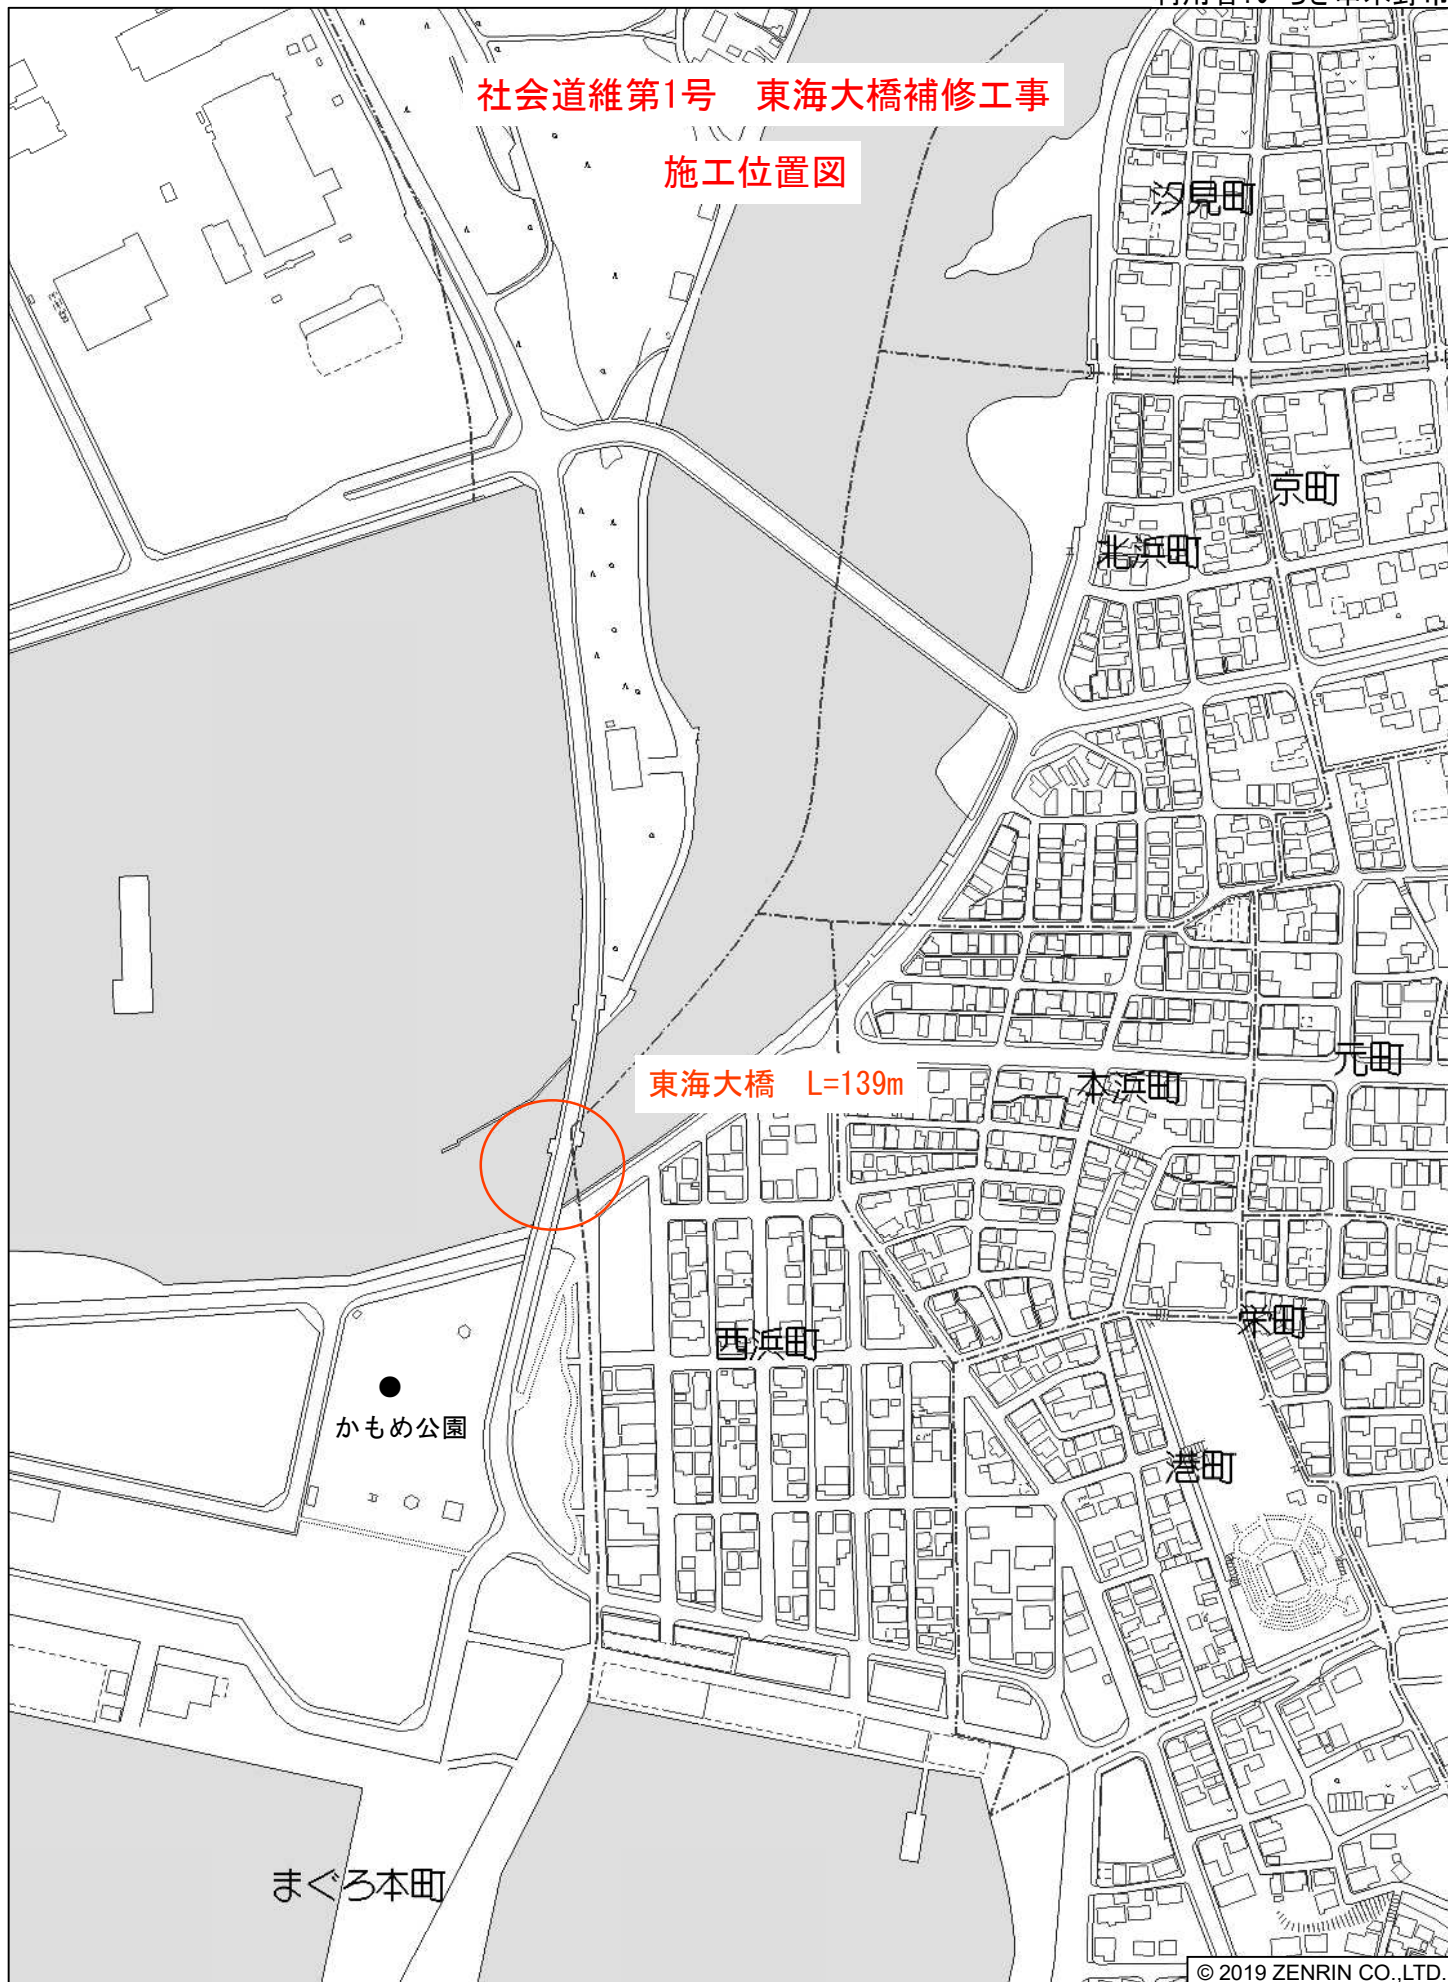 社会道維第1号　東海大橋補修工事
施工位置図
汐見町
京町
北浜町
元町
東海大橋　L=139m
本浜町
栄町
西浜町
かもめ公園
港町
まぐろ本町
© 2019 ZENRIN CO.,LTD.